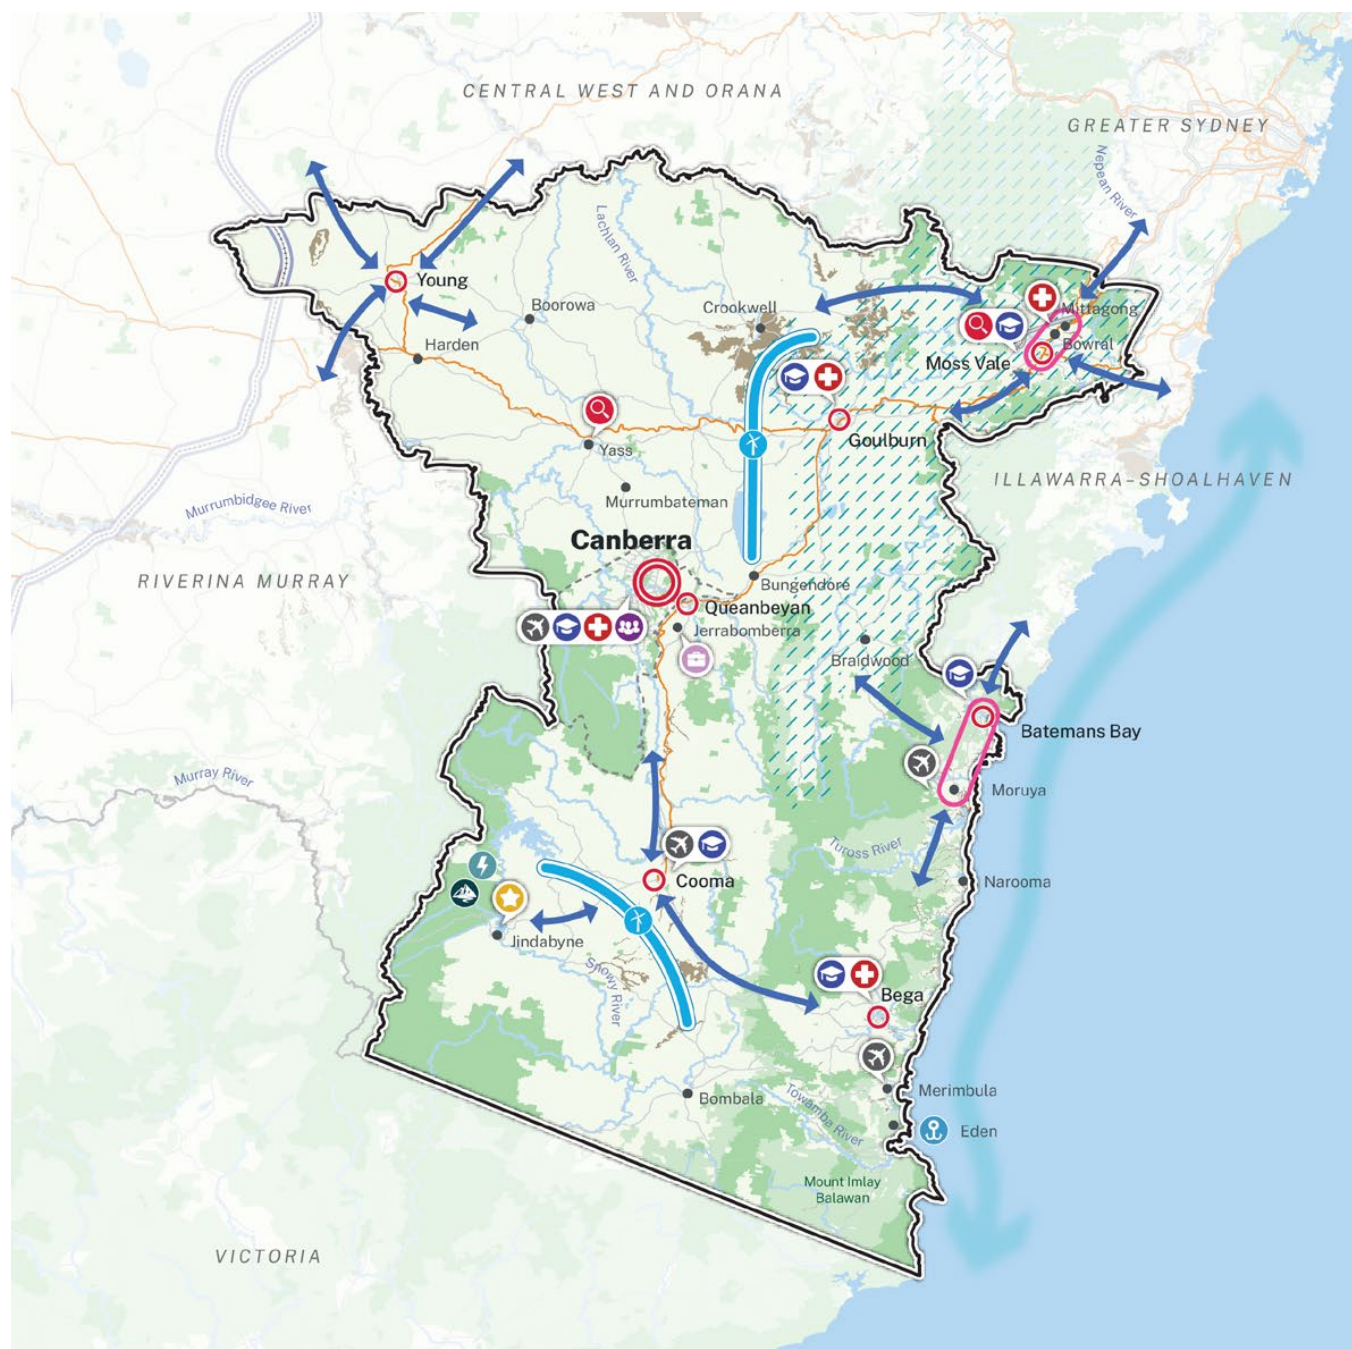 CENTRAL WEST AND ORANA
GREATER SYDNEY
Nepean River
Lachlan River
Young
Boorowa
Crookwell
Mittagong
Harden
Bowral
Moss Vale
Goulburn
Yass
ILLAWARRA-SHOALHAVEN
Murrumbateman
Murrumbidgee River
Canberra
RIVERINA MURRAY
Bungendore
Queanbeyan
Jerrabomberra
Braidwood
Batemans Bay
Murray River
Moruya
Tuross River
Cooma
Narooma
Jindabyne
Snowy River
Bega
Merimbula
Bombala
Towamba River
Eden
Mount Imlay
Balawan
VICTORIA